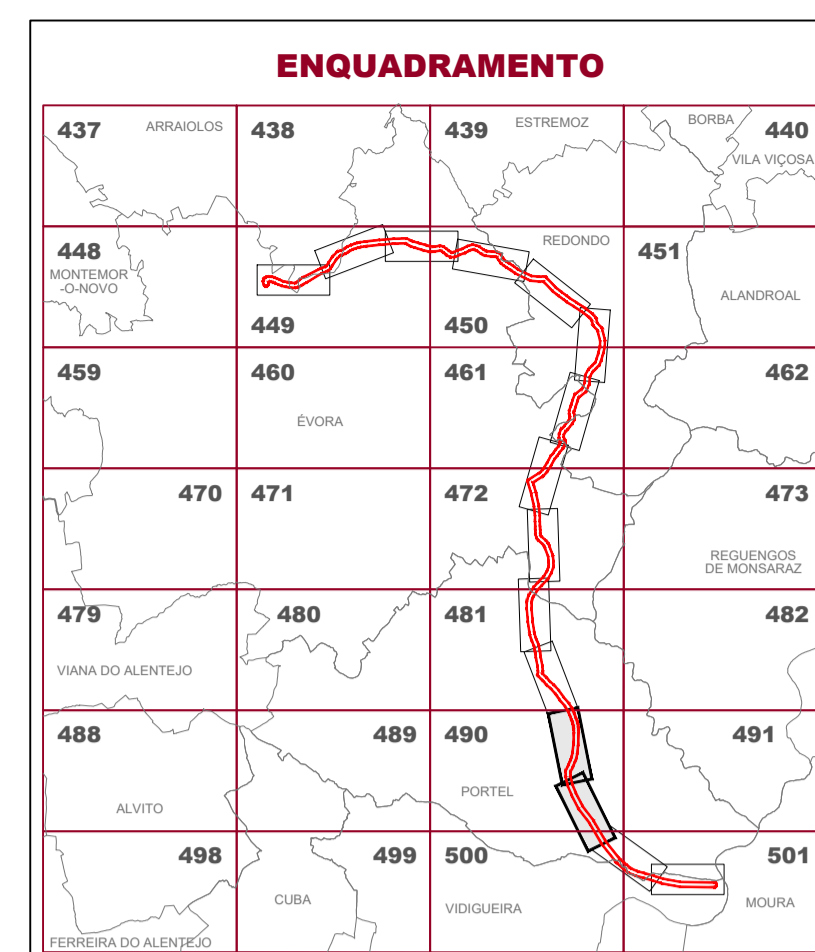 ENQUADRAMENTO
437 ARRAIOLOS 438 439 ESTREMOZ BORBA 440
VILA VIÇOSA
448 REDONDO 451
MONTEMOR
-O-NOVO
ALANDROAL
449 450
459 460 461 462
ÉVORA
470 471 472 473
REGUENGOS
DE MONSARAZ
479 480 481 482
VIANA DO ALENTEJO
488 489 490 491
PORTEL
ALVITO
498 499 500 501
CUBA VIDIGUEIRA MOURA
FERREIRA DO ALENTEJO